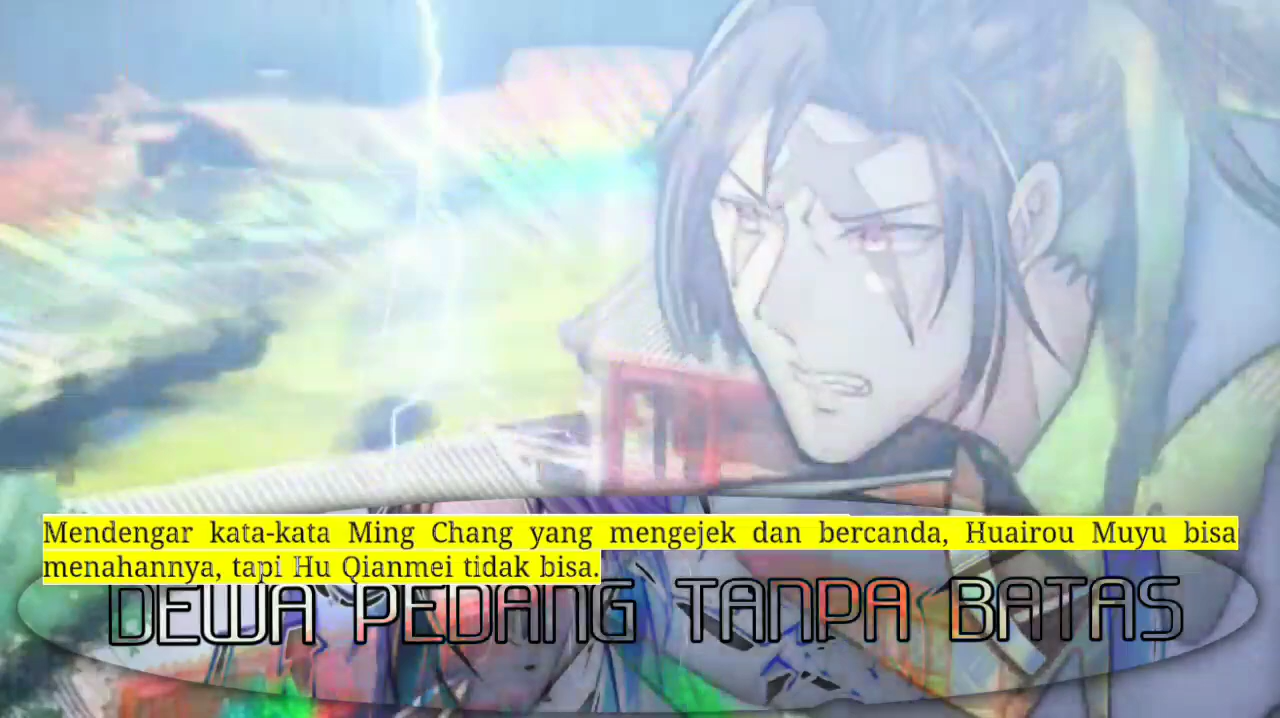 Mendengar kata-kata Ming Chang yang mengejek dan bercanda, Huairou Muyu bisa
menahannya, tapi Hu Qianmei tidak bisa.
DEWA PEDANG TANPA BATAS